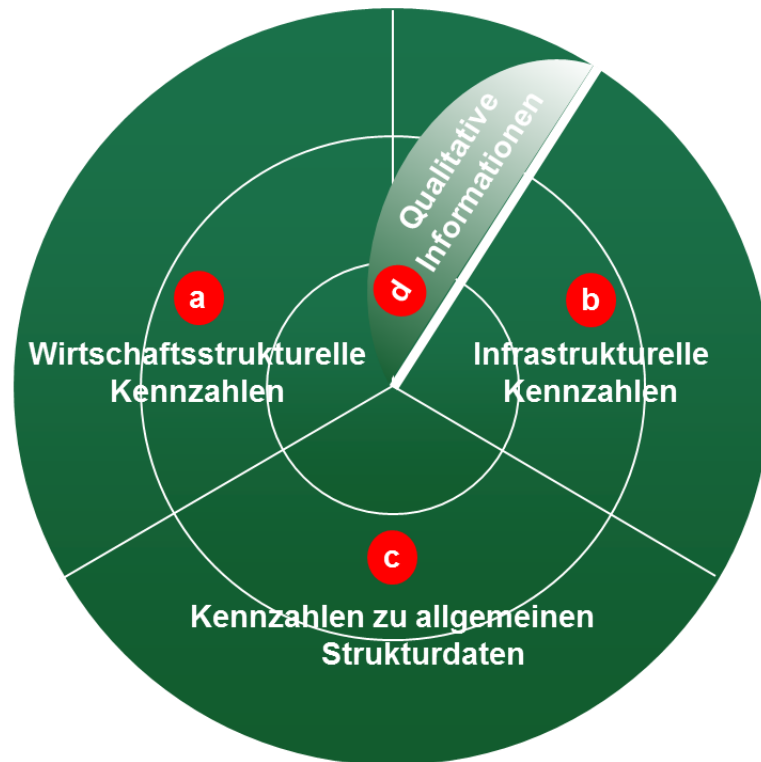 Qualitative
Informationen
d
a
Wirtschaftsstrukturelle
Kennzahlen
b
Infrastrukturelle
Kennzahlen
c
Kennzahlen zu allgemeinen
Strukturdaten